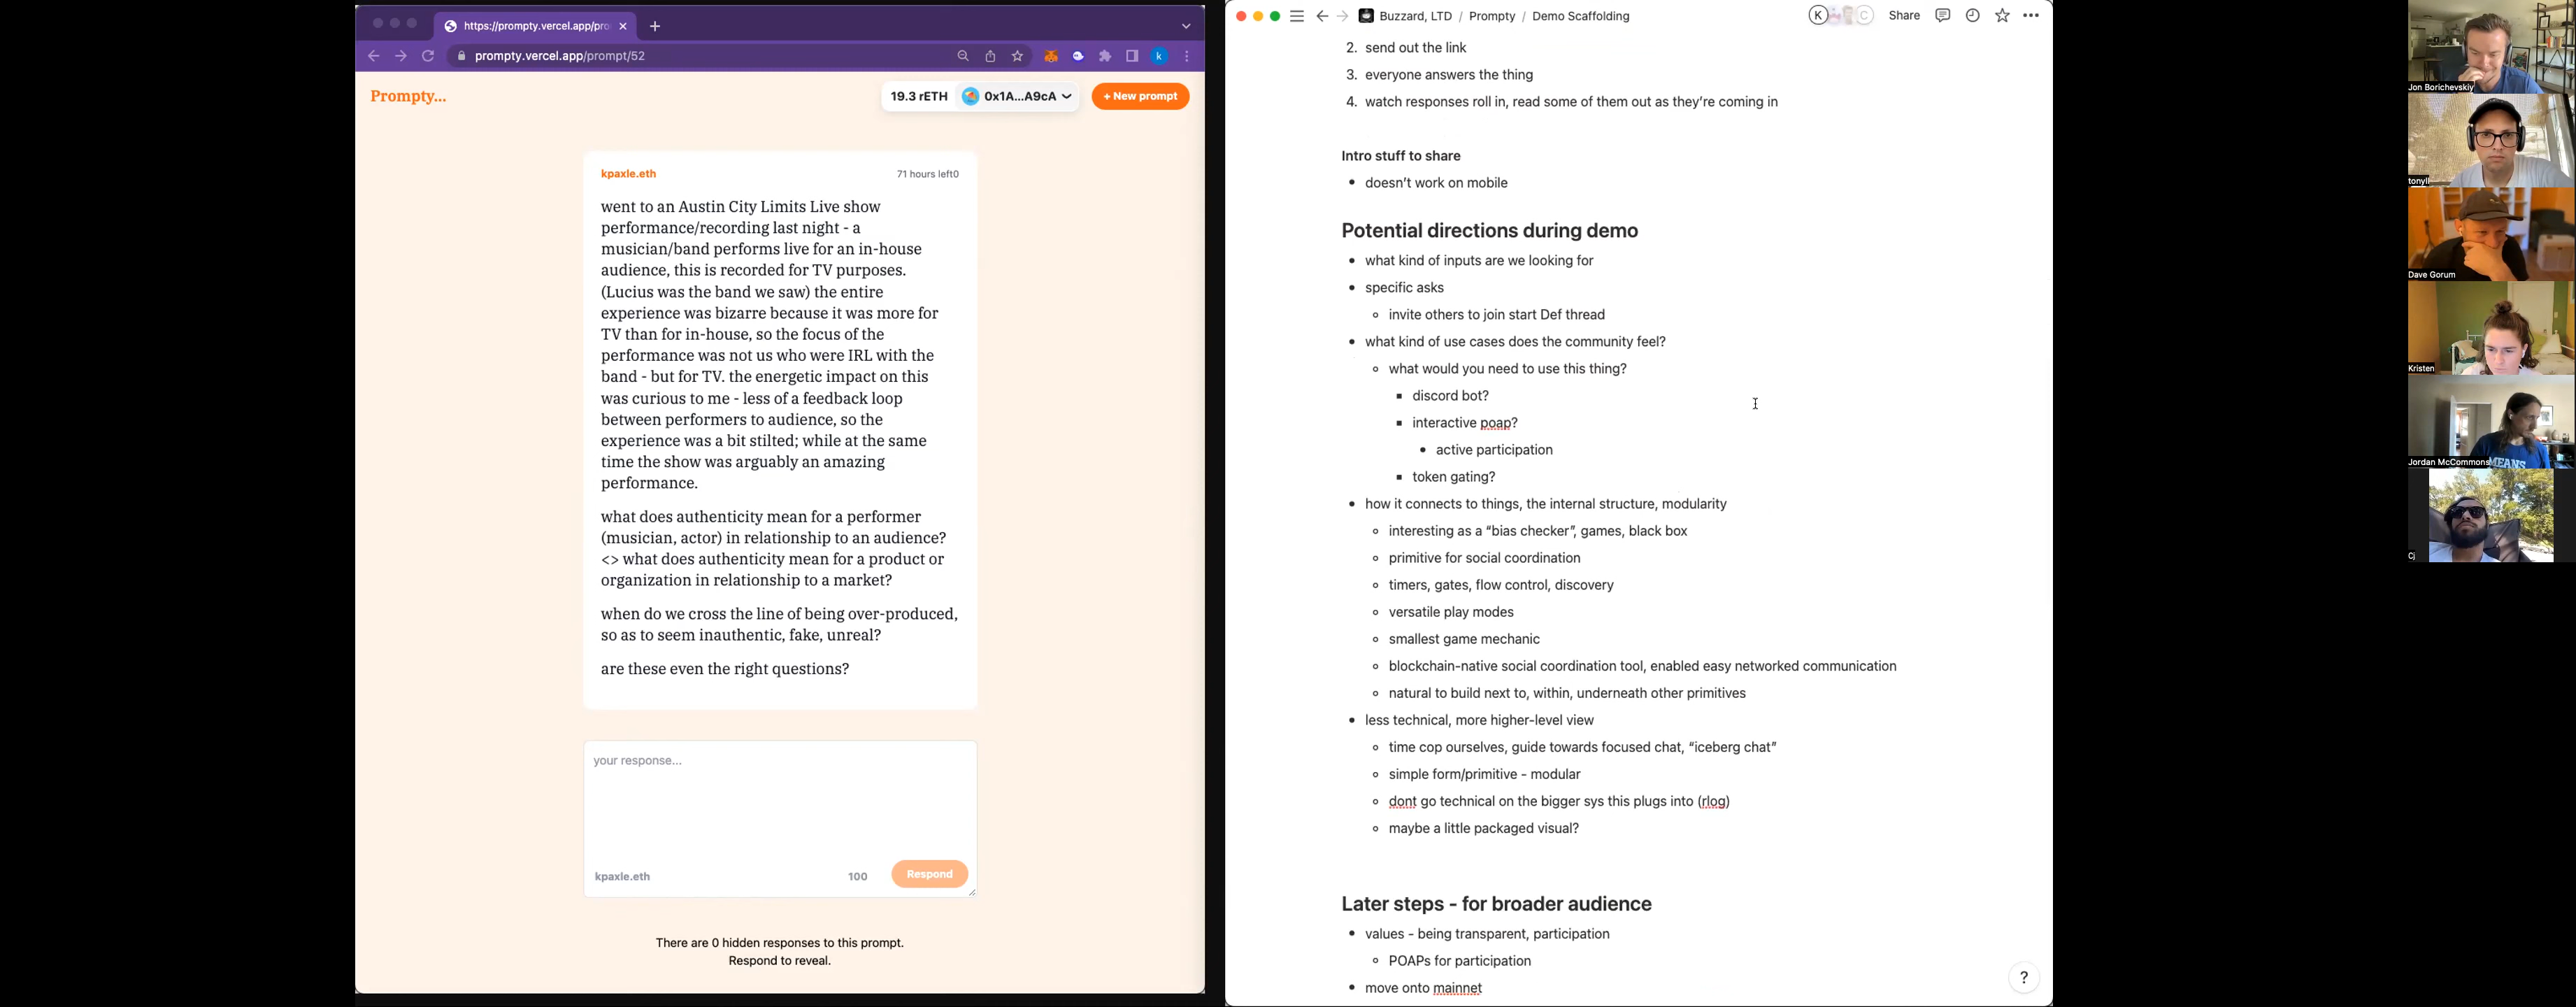 https://prompty.vercel.app/pro
prompty.vercel.app/prompt/52
k
Prompty...
19.3 rETH
0x1A...A9cA
+ New prompt
kpaxle.eth
71 hours left0
went to an Austin City Limits Live show
performance/recording last night - a
musician/band performs live for an in-house
audience, this is recorded for TV purposes.
(Lucius was the band we saw) the entire
experience was bizarre because it was more for
TV than for in-house, so the focus of the
performance was not us who were IRL with the
band - but for TV. the energetic impact on this
was curious to me - less of a feedback loop
between performers to audience, so the
experience was a bit stilted; while at the same
time the show was arguably an amazing
performance.
what does authenticity mean for a performer
(musician, actor) in relationship to an audience?
<> what does authenticity mean for a product or
organization in relationship to a market?
when do we cross the line of being over-produced,
so as to seem inauthentic, fake, unreal?
are these even the right questions?
your response...
kpaxle.eth
100
Respond
There are 0 hidden responses to this prompt.
Respond to reveal.
Buzzard, LTD / Prompty / Demo Scaffolding
K
C
Share
2. send out the link
3. everyone answers the thing
4. watch responses roll in, read some of them out as they're coming in
Intro stuff to share
• doesn't work on mobile
Potential directions during demo
• what kind of inputs are we looking for
• specific asks
◦ invite others to join start Def thread
• what kind of use cases does the community feel?
◦ what would you need to use this thing?
▪ discord bot?
▪ interactive poap?
• active participation
▪ token gating?
• how it connects to things, the internal structure, modularity
◦ interesting as a “bias checker”, games, black box
◦ primitive for social coordination
◦ timers, gates, flow control, discovery
◦ versatile play modes
◦ smallest game mechanic
◦ blockchain-native social coordination tool, enabled easy networked communication
◦ natural to build next to, within, underneath other primitives
• less technical, more higher-level view
◦ time cop ourselves, guide towards focused chat, “iceberg chat”
◦ simple form/primitive - modular
◦ dont go technical on the bigger sys this plugs into (rlog)
◦ maybe a little packaged visual?
Later steps - for broader audience
• values - being transparent, participation
◦ POAPs for participation
• move onto mainnet
?
Jon Borichevskiy
tonyll
Dave Gorum
Kristen
Jordan McCommons
MEANS
Cj